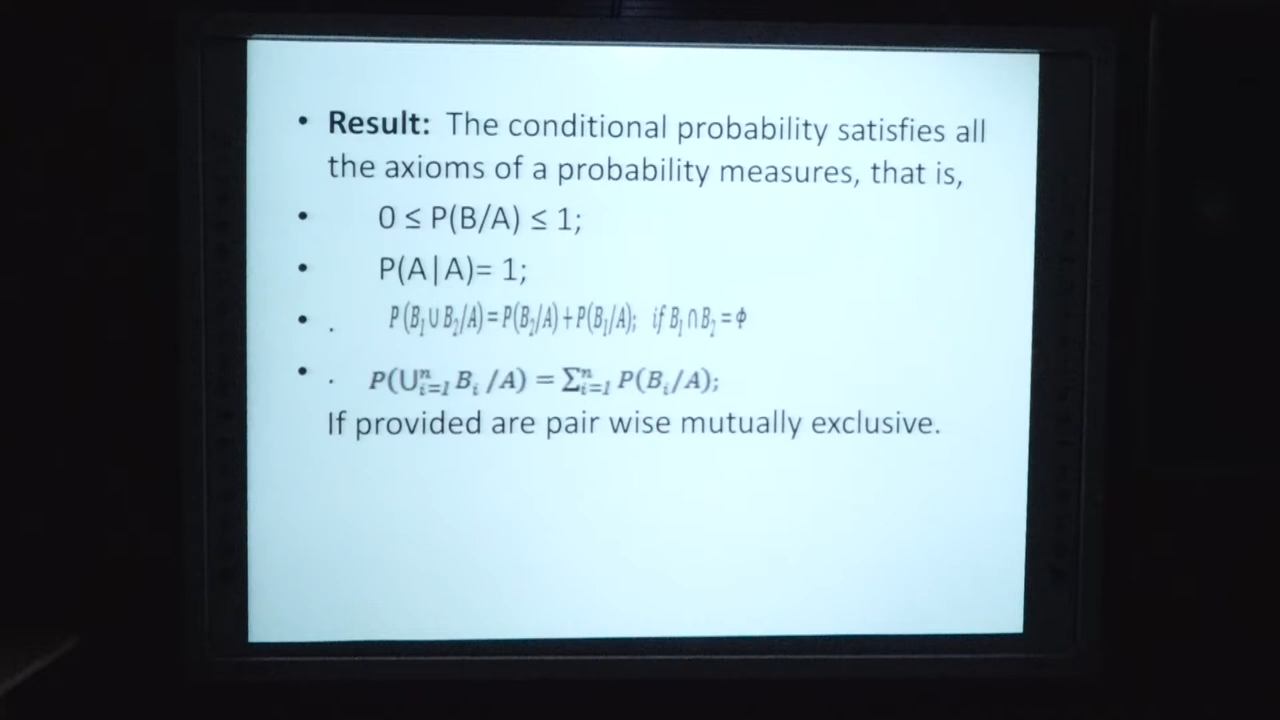 • Result: The conditional probability satisfies all
the axioms of a probability measures, that is,
• 0 ≤ P(B/A) ≤ 1;
• P(A|A)= 1;
• . P(B₁∪B₂/A)=P(B₂/A)+P(B₁/A); if B₁∩B₂=ϕ
• . P(⋃ⁿᵢ₌₁ Bᵢ /A) = Σⁿᵢ₌₁ P(Bᵢ/A);
If provided are pair wise mutually exclusive.